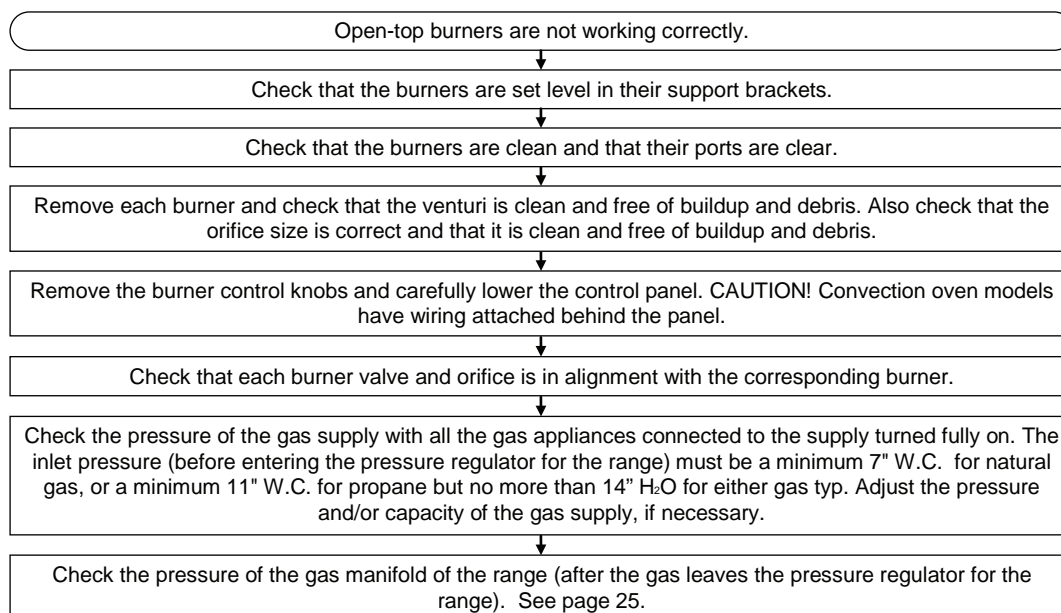 Open-top burners are not working correctly.
Check that the burners are set level in their support brackets.
Check that the burners are clean and that their ports are clear.
Remove each burner and check that the venturi is clean and free of buildup and debris. Also check that the
orifice size is correct and that it is clean and free of buildup and debris.
Remove the burner control knobs and carefully lower the control panel. CAUTION! Convection oven models
have wiring attached behind the panel.
Check that each burner valve and orifice is in alignment with the corresponding burner.
Check the pressure of the gas supply with all the gas appliances connected to the supply turned fully on. The
inlet pressure (before entering the pressure regulator for the range) must be a minimum 7" W.C. for natural
gas, or a minimum 11" W.C. for propane but no more than 14” H₂O for either gas typ. Adjust the pressure
and/or capacity of the gas supply, if necessary.
Check the pressure of the gas manifold of the range (after the gas leaves the pressure regulator for the
range). See page 25.